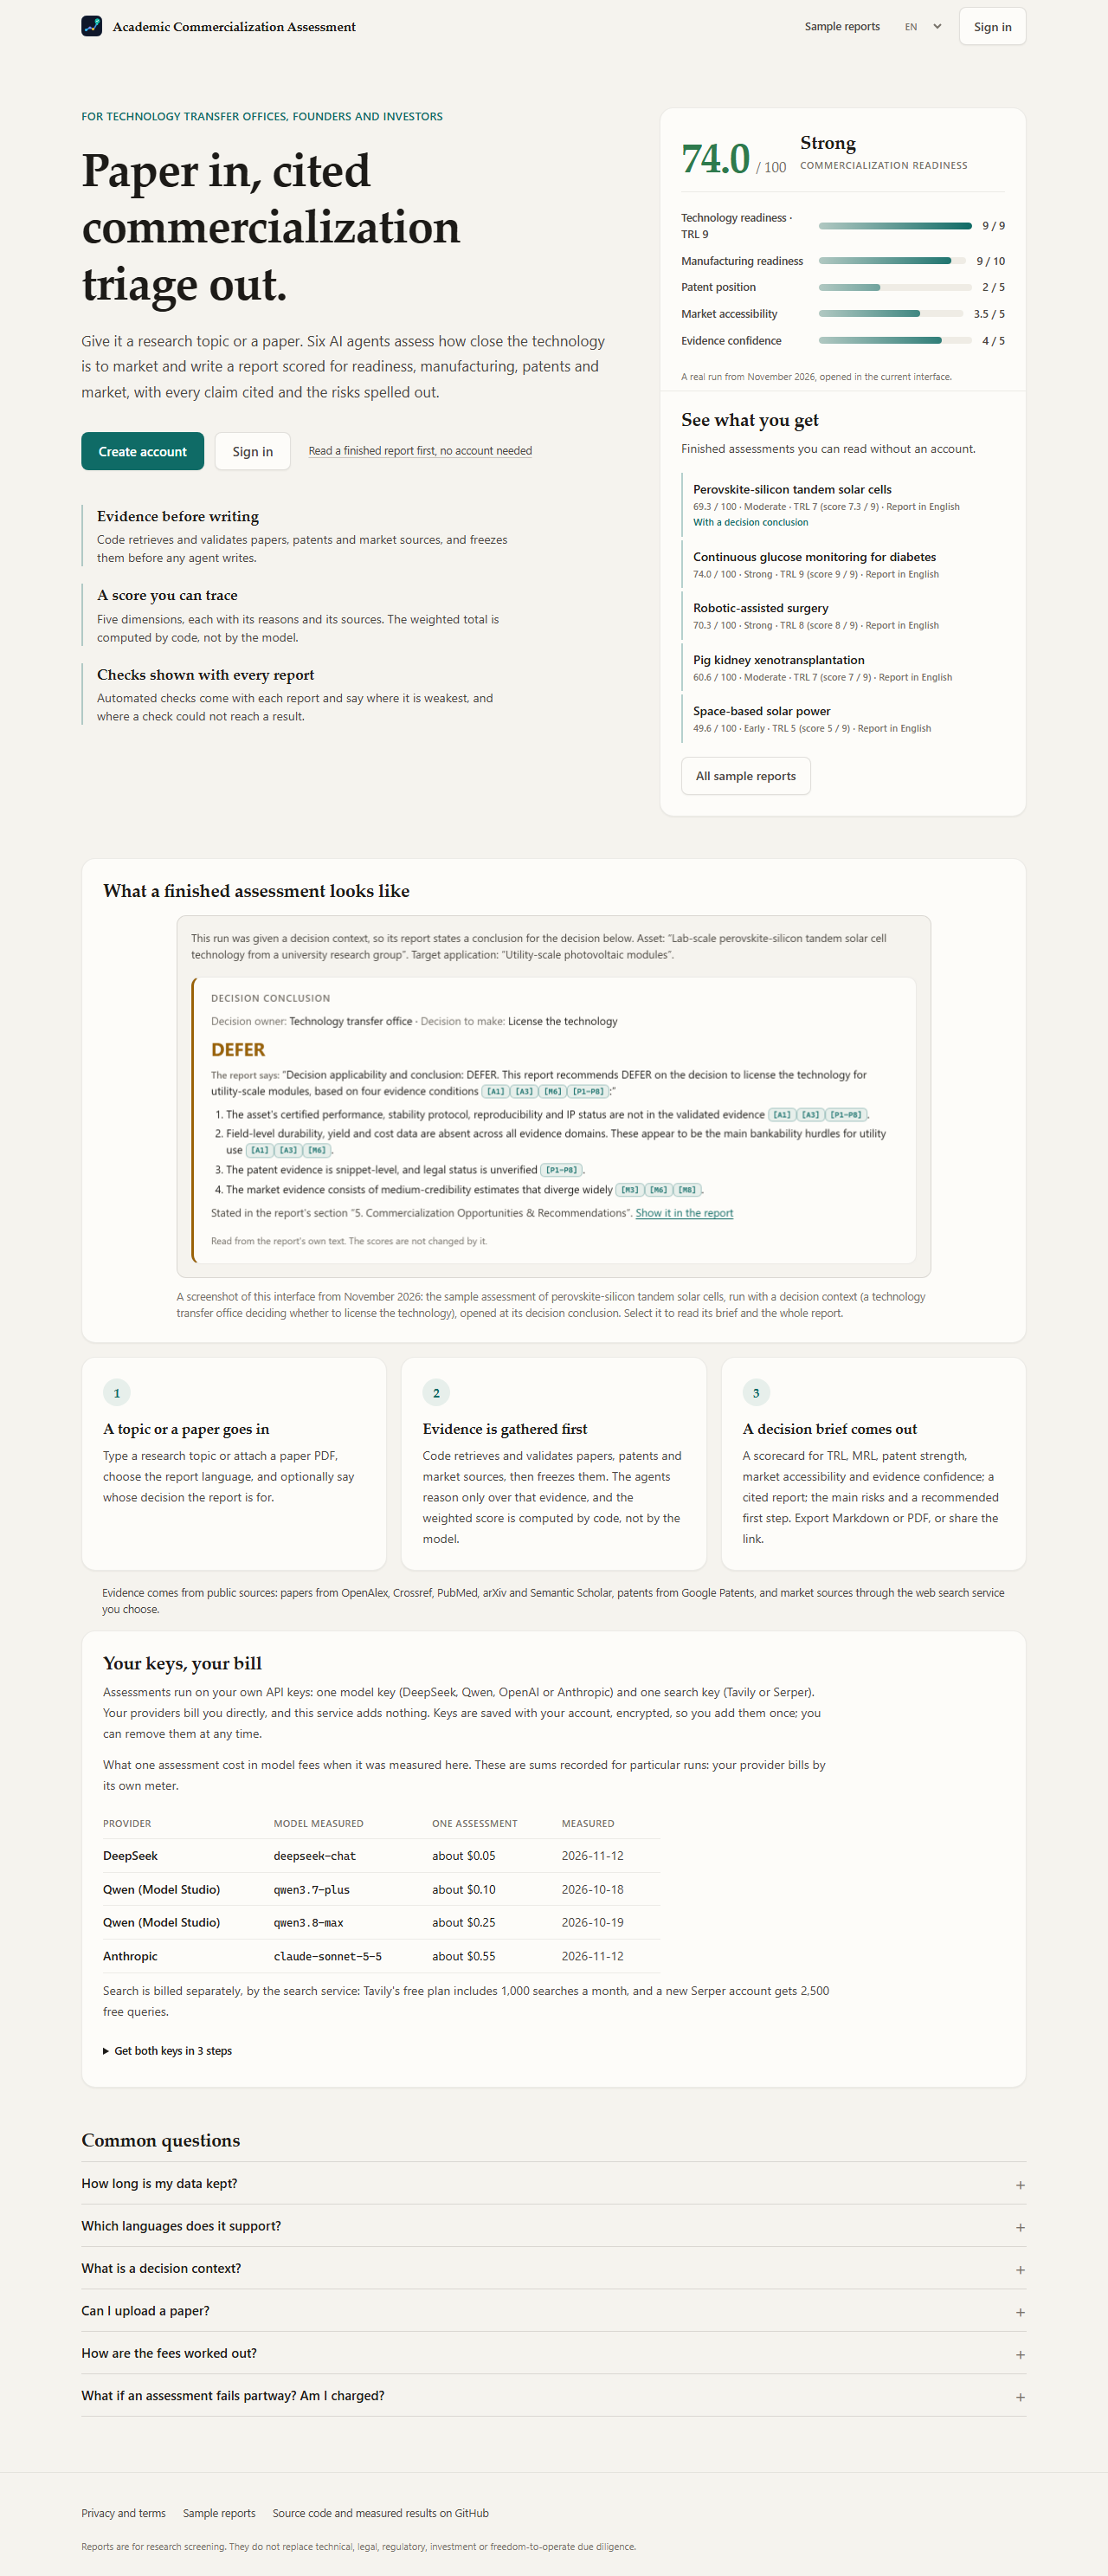 Academic Commercialization Assessment
Sample reports
EN
Sign in
FOR TECHNOLOGY TRANSFER OFFICES, FOUNDERS AND INVESTORS
Paper in, cited
commercialization
triage out.
Give it a research topic or a paper. Six AI agents assess how close the technology
is to market and write a report scored for readiness, manufacturing, patents and
market, with every claim cited and the risks spelled out.
Create account
Sign in
Read a finished report first, no account needed
Evidence before writing
Code retrieves and validates papers, patents and market sources, and freezes
them before any agent writes.
A score you can trace
Five dimensions, each with its reasons and its sources. The weighted total is
computed by code, not by the model.
Checks shown with every report
Automated checks come with each report and say where it is weakest, and
where a check could not reach a result.
74.0 / 100
Strong
COMMERCIALIZATION READINESS
Technology readiness ·
TRL 9
9 / 9
Manufacturing readiness
9 / 10
Patent position
2 / 5
Market accessibility
3.5 / 5
Evidence confidence
4 / 5
A real run from November 2026, opened in the current interface.
See what you get
Finished assessments you can read without an account.
Perovskite-silicon tandem solar cells
69.3 / 100 · Moderate · TRL 7 (score 7.3 / 9) · Report in English
With a decision conclusion
Continuous glucose monitoring for diabetes
74.0 / 100 · Strong · TRL 9 (score 9 / 9) · Report in English
Robotic-assisted surgery
70.3 / 100 · Strong · TRL 8 (score 8 / 9) · Report in English
Pig kidney xenotransplantation
60.6 / 100 · Moderate · TRL 7 (score 7 / 9) · Report in English
Space-based solar power
49.6 / 100 · Early · TRL 5 (score 5 / 9) · Report in English
All sample reports
What a finished assessment looks like
This run was given a decision context, so its report states a conclusion for the decision below. Asset: "Lab-scale perovskite-silicon tandem solar cell
technology from a university research group". Target application: "Utility-scale photovoltaic modules".
DECISION CONCLUSION
Decision owner: Technology transfer office · Decision to make: License the technology
DEFER
The report says: "Decision applicability and conclusion: DEFER. This report recommends DEFER on the decision to license the technology for
utility-scale modules, based on four evidence conditions [A1] [A3] [M6] [P1-P8]:"
1. The asset's certified performance, stability protocol, reproducibility and IP status are not in the validated evidence [A1] [A3] [P1-P8].
2. Field-level durability, yield and cost data are absent across all evidence domains. These appear to be the main bankability hurdles for utility
use [A1] [A3] [M6].
3. The patent evidence is snippet-level, and legal status is unverified [P1-P8].
4. The market evidence consists of medium-credibility estimates that diverge widely [M3] [M6] [M8].
Stated in the report's section "5. Commercialization Opportunities & Recommendations". Show it in the report
Read from the report's own text. The scores are not changed by it.
A screenshot of this interface from November 2026: the sample assessment of perovskite-silicon tandem solar cells, run with a decision context (a technology
transfer office deciding whether to license the technology), opened at its decision conclusion. Select it to read its brief and the whole report.
1
A topic or a paper goes in
Type a research topic or attach a paper PDF,
choose the report language, and optionally say
whose decision the report is for.
2
Evidence is gathered first
Code retrieves and validates papers, patents and
market sources, then freezes them. The agents
reason only over that evidence, and the
weighted score is computed by code, not by the
model.
3
A decision brief comes out
A scorecard for TRL, MRL, patent strength,
market accessibility and evidence confidence; a
cited report; the main risks and a recommended
first step. Export Markdown or PDF, or share the
link.
Evidence comes from public sources: papers from OpenAlex, Crossref, PubMed, arXiv and Semantic Scholar, patents from Google Patents, and market sources through the web search service
you choose.
Your keys, your bill
Assessments run on your own API keys: one model key (DeepSeek, Qwen, OpenAI or Anthropic) and one search key (Tavily or Serper).
Your providers bill you directly, and this service adds nothing. Keys are saved with your account, encrypted, so you add them once; you
can remove them at any time.
What one assessment cost in model fees when it was measured here. These are sums recorded for particular runs: your provider bills by
its own meter.
PROVIDER MODEL MEASURED ONE ASSESSMENT MEASURED
DeepSeek deepseek-chat about $0.05 2026-11-12
Qwen (Model Studio) qwen3.7-plus about $0.10 2026-10-18
Qwen (Model Studio) qwen3.8-max about $0.25 2026-10-19
Anthropic claude-sonnet-5-5 about $0.55 2026-11-12
Search is billed separately, by the search service: Tavily's free plan includes 1,000 searches a month, and a new Serper account gets 2,500
free queries.
Get both keys in 3 steps
Common questions
How long is my data kept?
Which languages does it support?
What is a decision context?
Can I upload a paper?
How are the fees worked out?
What if an assessment fails partway? Am I charged?
Privacy and terms
Sample reports
Source code and measured results on GitHub
Reports are for research screening. They do not replace technical, legal, regulatory, investment or freedom-to-operate due diligence.